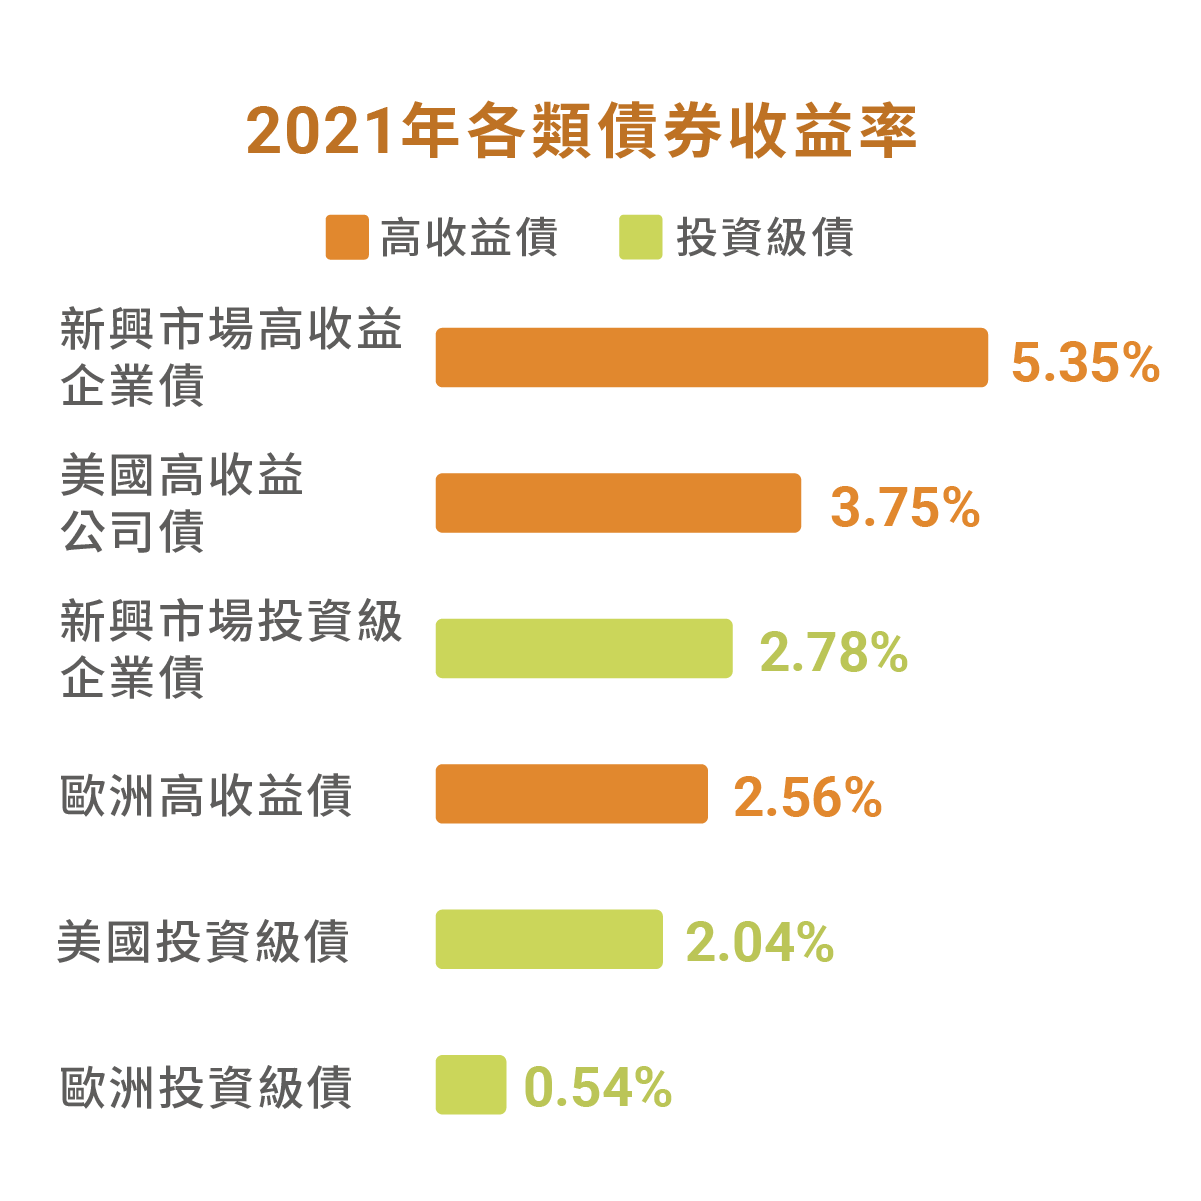 2021年各類債券收益率
高收益債 投資級債
新興市場高收益
企業債
5.35%
美國高收益
公司債
3.75%
新興市場投資級
企業債
2.78%
歐洲高收益債 2.56%
美國投資級債 2.04%
歐洲投資級債 0.54%